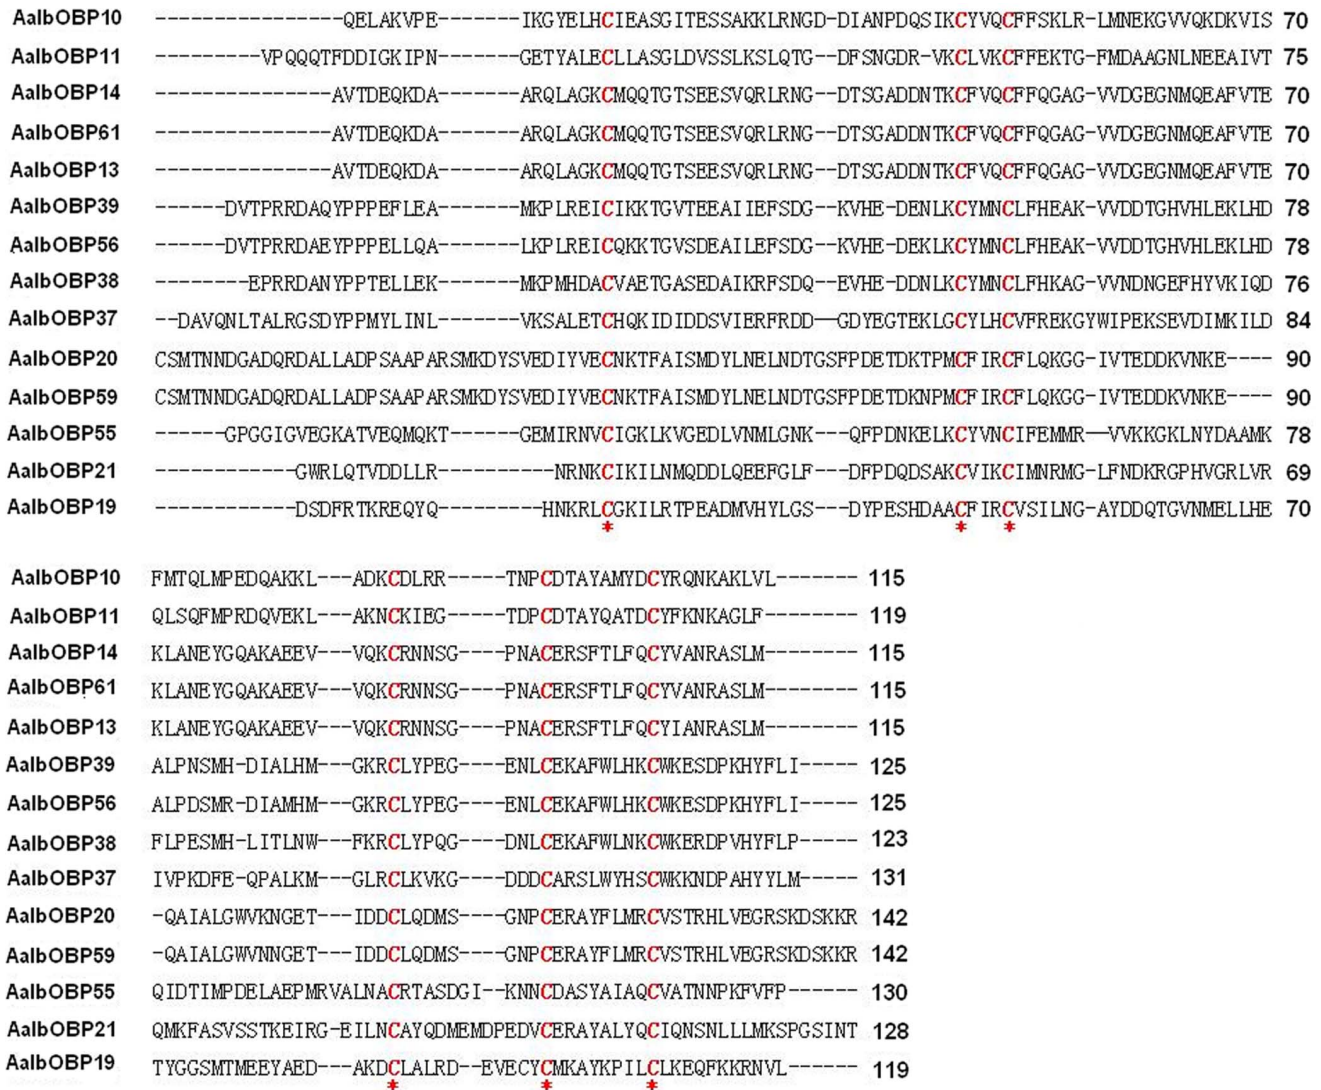 AalbOBP10 ----------------QELAKVPE-------IKGYELHCIEASGITESSAKKLRNGD-DIANPDQSIKCYVQCFFSKLR-LMNEKGVVQKDKVIS 70
AalbOBP11 ---------VPQQQTFDDIGKIPN-------GETYALECLLASGLDVSSLKSLQTG--DFSNGDR-VKCLVKCFFEKTG-FMDAAGNLNEEAIVT 75
AalbOBP14 ---------------AVTDEQKDA-------ARQLAGKCMQQTGTSEESVQRLRNG--DTSGADDNTKCFVQCFFQGAG-VVDGEGNMQEAFVTE 70
AalbOBP61 ---------------AVTDEQKDA-------ARQLAGKCMQQTGTSEESVQRLRNG--DTSGADDNTKCFVQCFFQGAG-VVDGEGNMQEAFVTE 70
AalbOBP13 ---------------AVTDEQKDA-------ARQLAGKCMQQTGTSEESVQRLRNG--DTSGADDNTKCFVQCFFQGAG-VVDGEGNMQEAFVTE 70
AalbOBP39 ------DVTPRRDAQYPPPEFLEA-------MKPLREICIKKTGVTEEAIIEFSDG--KVHE-DENLKCYMNCLFHEAK-VVDDTGHVHLEKLHD 78
AalbOBP56 ------DVTPRRDAEYPPPELLQA-------LKPLREICQKKTGVSDEAILEFSDG--KVHE-DEKLKCYMNCLFHEAK-VVDDTGHVHLEKLHD 78
AalbOBP38 --------EPRRDANYPPTELLEK-------MKPMHDACVAETGASEDAIKRFSDQ--EVHE-DDNLKCYMNCLFHKAG-VVNDNGEFHYVKIQD 76
AalbOBP37 --DAVQNLTALRGSDYPPMYLINL-------VKSALETCHQKIDIDDSVIERFRDD--GDYEGTEKLGCYLHCVFREKGYWIPEKSEVDIMKILD 84
AalbOBP20 CSMTNNDGADQRDALLADPSAAPARSMKDYSVEDIYVECNKTFAISMDYLNELNDTGSFPDETDKTPMCFIRCFLQKGG-IVTEDDKVNKE---- 90
AalbOBP59 CSMTNNDGADQRDALLADPSAAPARSMKDYSVEDIYVECNKTFAISMDYLNELNDTGSFPDETDKNPMCFIRCFLQKGG-IVTEDDKVNKE---- 90
AalbOBP55 ------GPGGIGVEGKATVEQMQKT------GEMIRNVCIGKLKVGEDLVNMLGNK---QFPDNKELKCYVNCIFEMMR--VVKKGKLNYDAAMK 78
AalbOBP21 ------------GWRLQTVDDLLR----------NRNKCIKILNMQDDLQEEFGLF---DFPDQDSAKCVIKCIMNRMG-LFNDKRGPHVGRLVR 69
AalbOBP19 ------------DSDFRTKREQYQ---------HNKRLCGKILRTPEADMVHYLGS---DYPESHDAACFIRCVSILNG-AYDDQTGVNMELLHE 70
* * *
AalbOBP10 FMTQLMPEDQAKKL---ADKCDLRR-----TNPCDTAYAMYDCYRQNKAKLVL------- 115
AalbOBP11 QLSQFMPRDQVEKL---AKNCKIEG-----TDPCDTAYQATDCYFKNKAGLF-------- 119
AalbOBP14 KLANEYGQAKAEEV---VQKCRNNSG----PNACERSFTLFQCYVANRASLM-------- 115
AalbOBP61 KLANEYGQAKAEEV---VQKCRNNSG----PNACERSFTLFQCYVANRASLM-------- 115
AalbOBP13 KLANEYGQAKAEEV---VQKCRNNSG----PNACERSFTLFQCYIANRASLM-------- 115
AalbOBP39 ALPNSMH-DIALHM---GKRCLYPEG----ENLCEKAFWLHKCWKESDPKHYFLI----- 125
AalbOBP56 ALPDSMR-DIAMHM---GKRCLYPEG----ENLCEKAFWLHKCWKESDPKHYFLI----- 125
AalbOBP38 FLPESMH-LITLNW---FKRCLYPQG----DNLCEKAFWLNKCWKERDPVHYFLP----- 123
AalbOBP37 IVPKDFE-QPALKM---GLRCLKVKG----DDDCARSLWYHSCWKKNDPAHYYLM----- 131
AalbOBP20 -QAIALGWVKNGET---IDDCLQDMS----GNPCERAYFLMRCVSTRHLVEGRSKDSKKR 142
AalbOBP59 -QAIALGWVNNGET---IDDCLQDMS----GNPCERAYFLMRCVSTRHLVEGRSKDSKKR 142
AalbOBP55 QIDTIMPDELAEPMRVALNACRTASDGI--KNNCDASYAIAQCVATNNPKFVFP------ 130
AalbOBP21 QMKFASVSSTKEIRG-EILNCAYQDMEMDPEDVCERAYALYQCIQNSNLLLMKSPGSINT 128
AalbOBP19 TYGGSMTMEEYAED---AKDCLALRD--EVECYCMKAYKPILCLKEQFKKRNVL------ 119
* * *